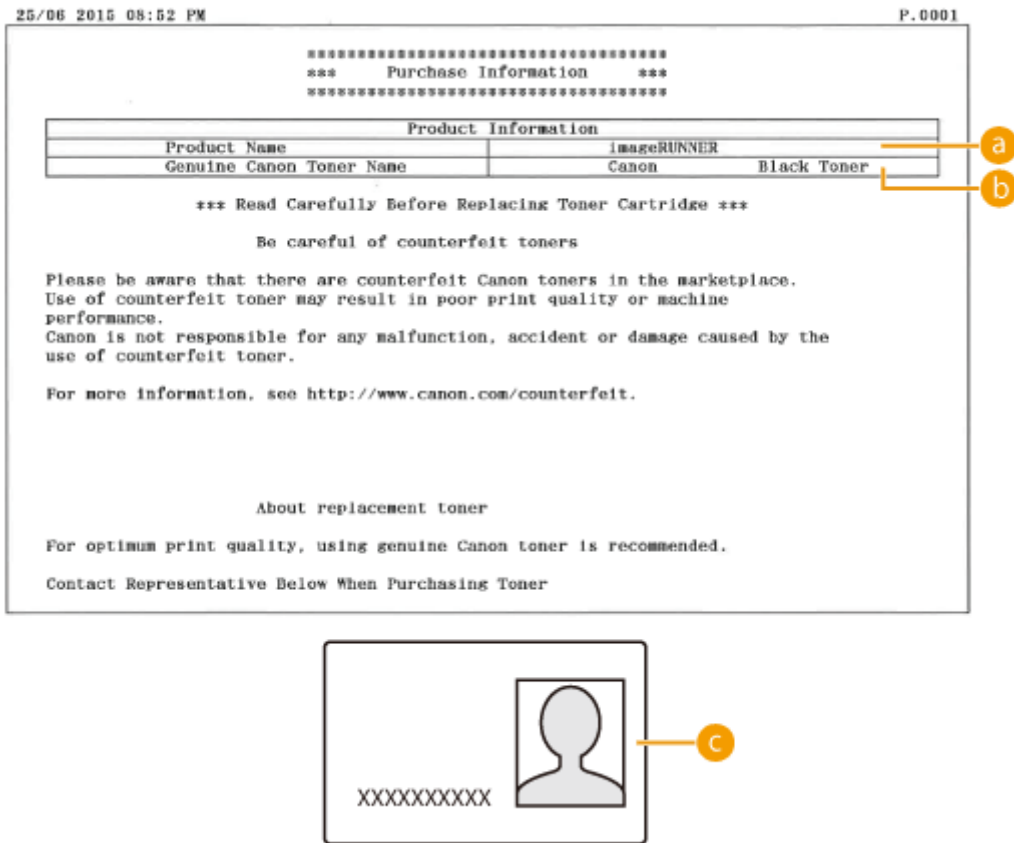 25/06 2015 08:52 PM P.0001
************************************
*** Purchase Information ***
************************************
Product Information
Product Name imageRUNNER
a
Genuine Canon Toner Name Canon Black Toner
b
*** Read Carefully Before Replacing Toner Cartridge ***
Be careful of counterfeit toners
Please be aware that there are counterfeit Canon toners in the marketplace.
Use of counterfeit toner may result in poor print quality or machine
performance.
Canon is not responsible for any malfunction, accident or damage caused by the
use of counterfeit toner.
For more information, see http://www.canon.com/counterfeit.
About replacement toner
For optimum print quality, using genuine Canon toner is recommended.
Contact Representative Below When Purchasing Toner
c
XXXXXXXXXX